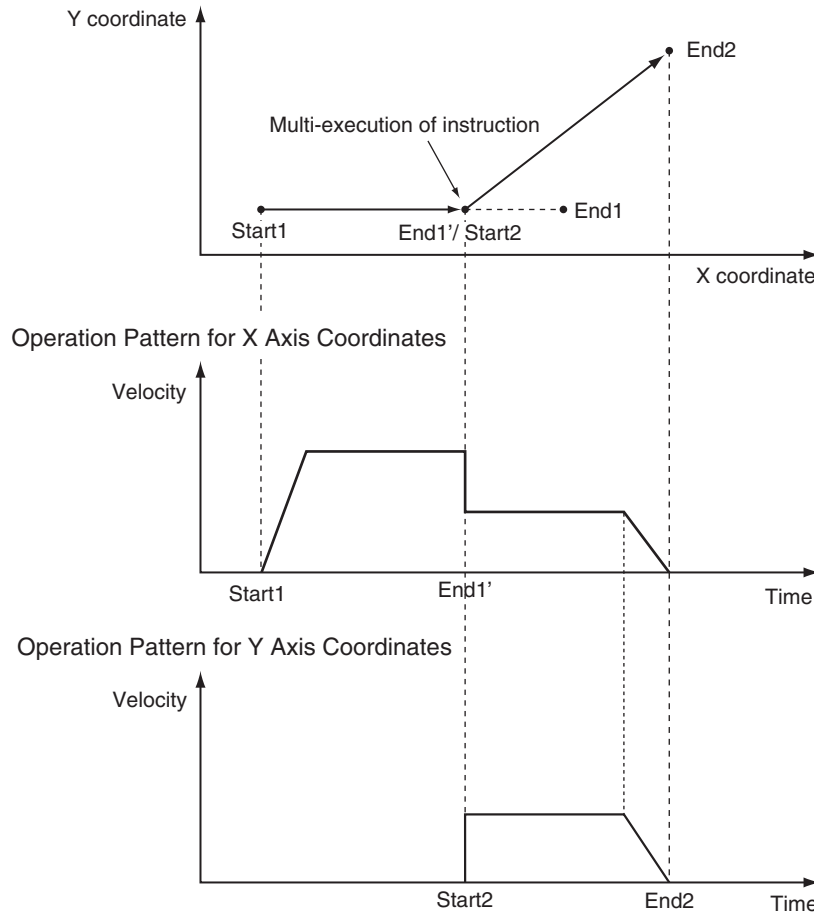 Y coordinate
End2
Multi-execution of instruction
End1
Start1
End1’/ Start2
X coordinate
Operation Pattern for X Axis Coordinates
Velocity
Start1
End1’
Time
Operation Pattern for Y Axis Coordinates
Velocity
Start2
End2
Time